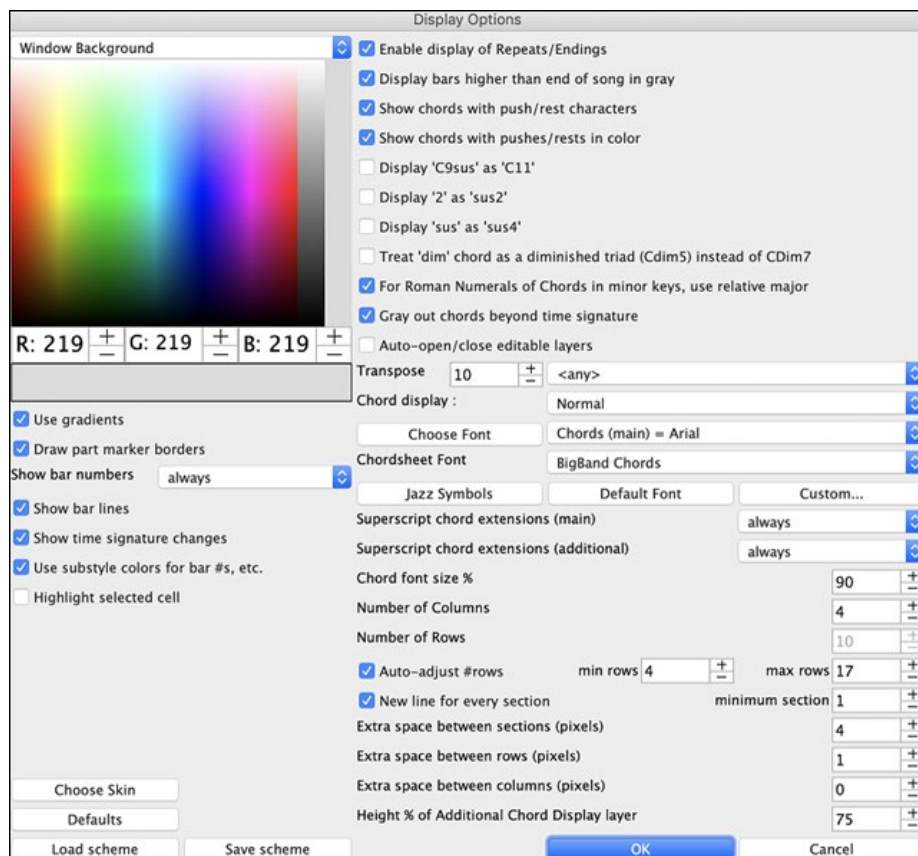 Display Options
Window Background
R: 219 + − G: 219 + − B: 219 + −
Use gradients
Draw part marker borders
Show bar numbers always
Show bar lines
Show time signature changes
Use substyle colors for bar #s, etc.
Highlight selected cell
Choose Skin
Defaults
Load scheme Save scheme
Enable display of Repeats/Endings
Display bars higher than end of song in gray
Show chords with push/rest characters
Show chords with pushes/rests in color
Display 'C9sus' as 'C11'
Display '2' as 'sus2'
Display 'sus' as 'sus4'
Treat 'dim' chord as a diminished triad (Cdim5) instead of CDim7
For Roman Numerals of Chords in minor keys, use relative major
Gray out chords beyond time signature
Auto-open/close editable layers
Transpose 10 + − <any>
Chord display : Normal
Choose Font Chords (main) = Arial
Chordsheet Font BigBand Chords
Jazz Symbols Default Font Custom...
Superscript chord extensions (main) always
Superscript chord extensions (additional) always
Chord font size % 90 + −
Number of Columns 4 + −
Number of Rows 10 + −
Auto-adjust #rows min rows 4 + − max rows 17 + −
New line for every section minimum section 1 + −
Extra space between sections (pixels) 4 + −
Extra space between rows (pixels) 1 + −
Extra space between columns (pixels) 0 + −
Height % of Additional Chord Display layer 75 + −
OK Cancel